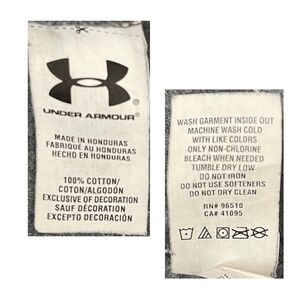 UNDER ARMOUR®
MADE IN HONDURAS
FABRIQUÉ AU HONDURAS
HECHO EN HONDURAS
100% COTTON/
COTON/ALGODÓN
EXCLUSIVE OF DECORATION
SAUF DÉCORATION
EXCEPTO DECORACIÓN
WASH GARMENT INSIDE OUT
MACHINE WASH COLD
WITH LIKE COLORS
ONLY NON-CHLORINE
BLEACH WHEN NEEDED
TUMBLE DRY LOW
DO NOT IRON
DO NOT USE SOFTENERS
DO NOT DRY CLEAN
RN# 96510
CA# 41095